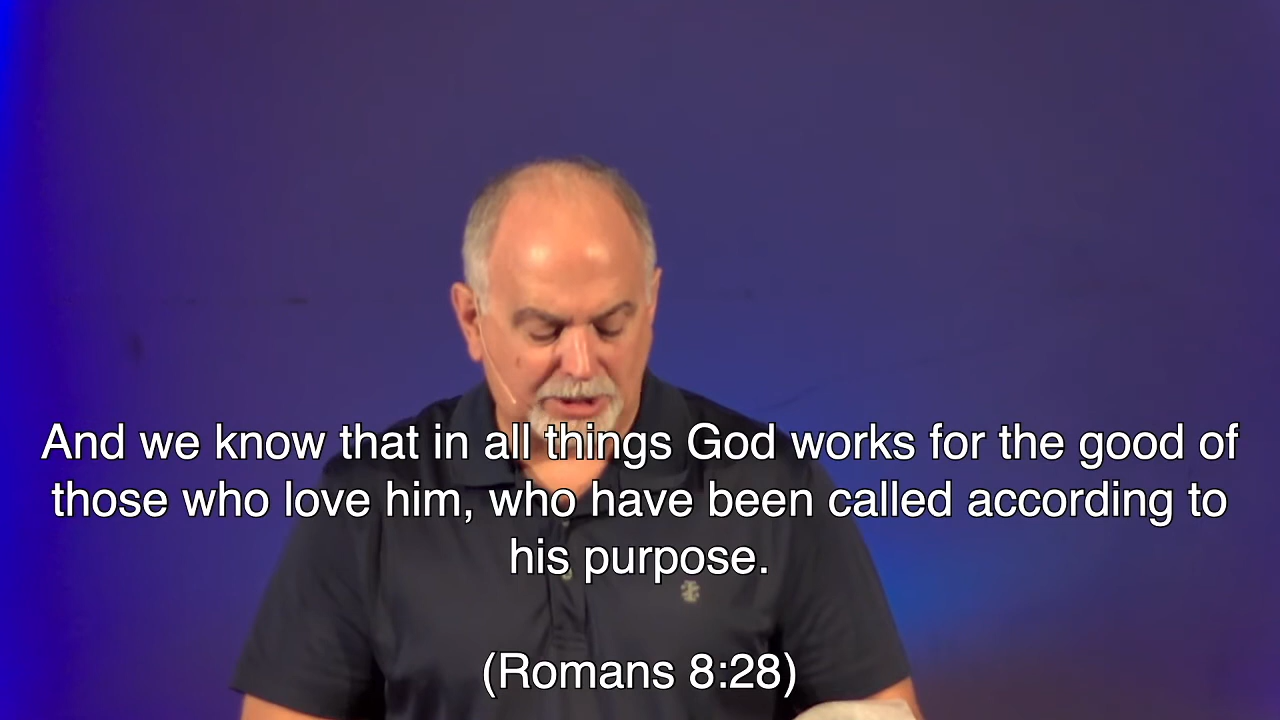 And we know that in all things God works for the good of
those who love him, who have been called according to
his purpose.
(Romans 8:28)